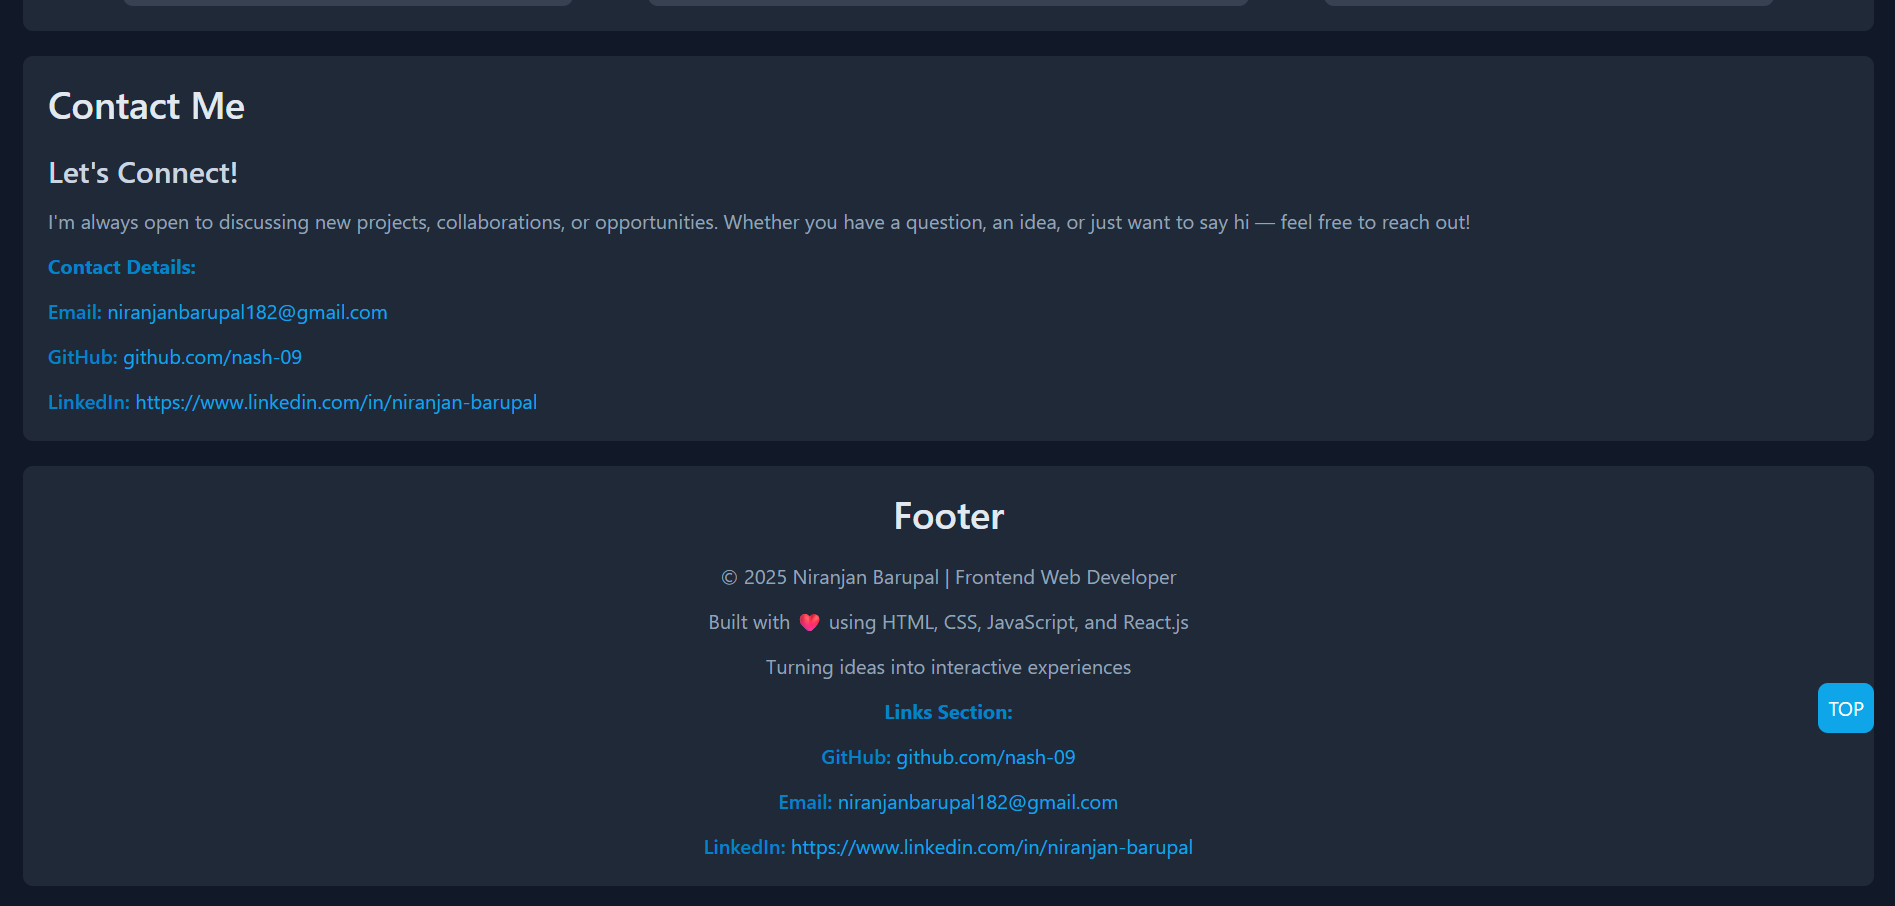 Contact Me
Let's Connect!
I'm always open to discussing new projects, collaborations, or opportunities. Whether you have a question, an idea, or just want to say hi — feel free to reach out!
Contact Details:
Email: niranjanbarupal182@gmail.com
GitHub: github.com/nash-09
LinkedIn: https://www.linkedin.com/in/niranjan-barupal
Footer
© 2025 Niranjan Barupal | Frontend Web Developer
Built with ❤️ using HTML, CSS, JavaScript, and React.js
Turning ideas into interactive experiences
Links Section:
TOP
GitHub: github.com/nash-09
Email: niranjanbarupal182@gmail.com
LinkedIn: https://www.linkedin.com/in/niranjan-barupal